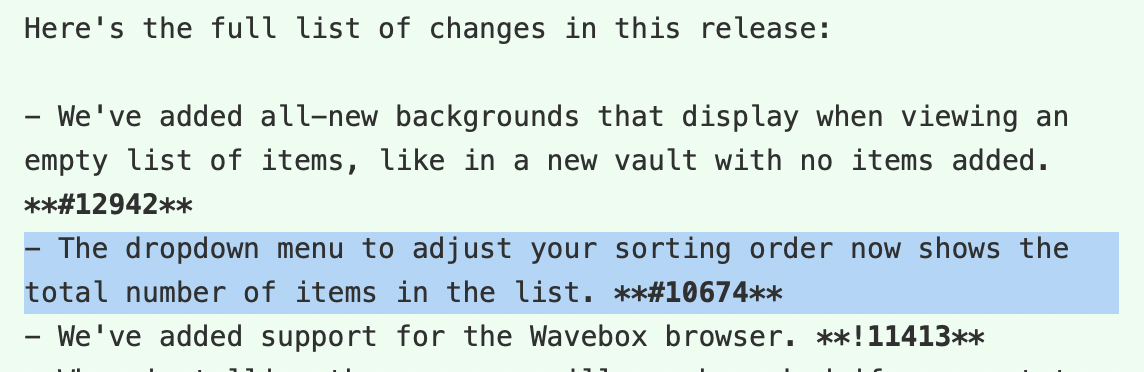 Here's the full list of changes in this release:
- We've added all-new backgrounds that display when viewing an
empty list of items, like in a new vault with no items added.
**#12942**
- The dropdown menu to adjust your sorting order now shows the
total number of items in the list. **#10674**
- We've added support for the Wavebox browser. **!11413**